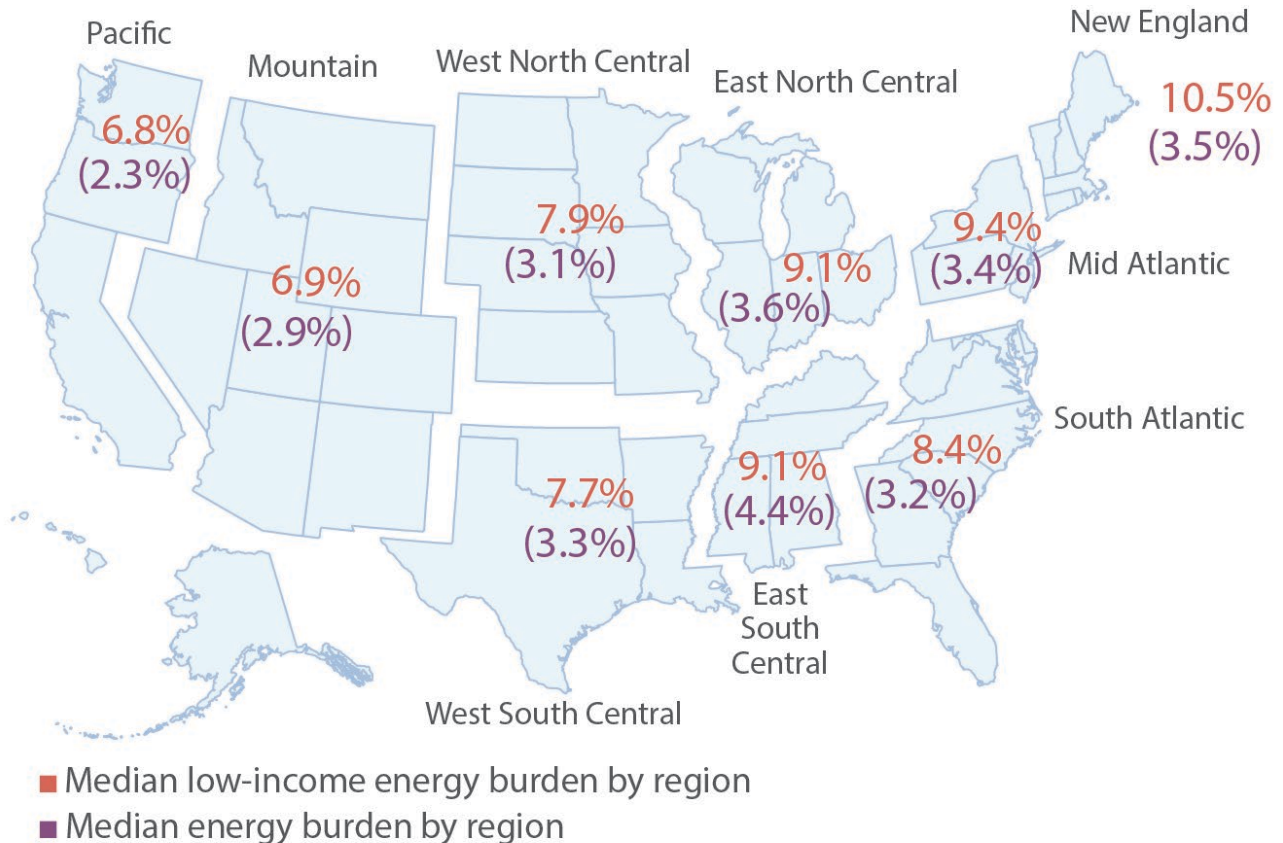 New England
Pacific
Mountain
West North Central
East North Central
10.5%
(3.5%)
6.8%
(2.3%)
7.9%
(3.1%)
9.4%
(3.4%)
Mid Atlantic
6.9%
(2.9%)
9.1%
(3.6%)
South Atlantic
7.7%
(3.3%)
9.1%
(4.4%)
8.4%
(3.2%)
East
South
Central
West South Central
Median low-income energy burden by region
Median energy burden by region